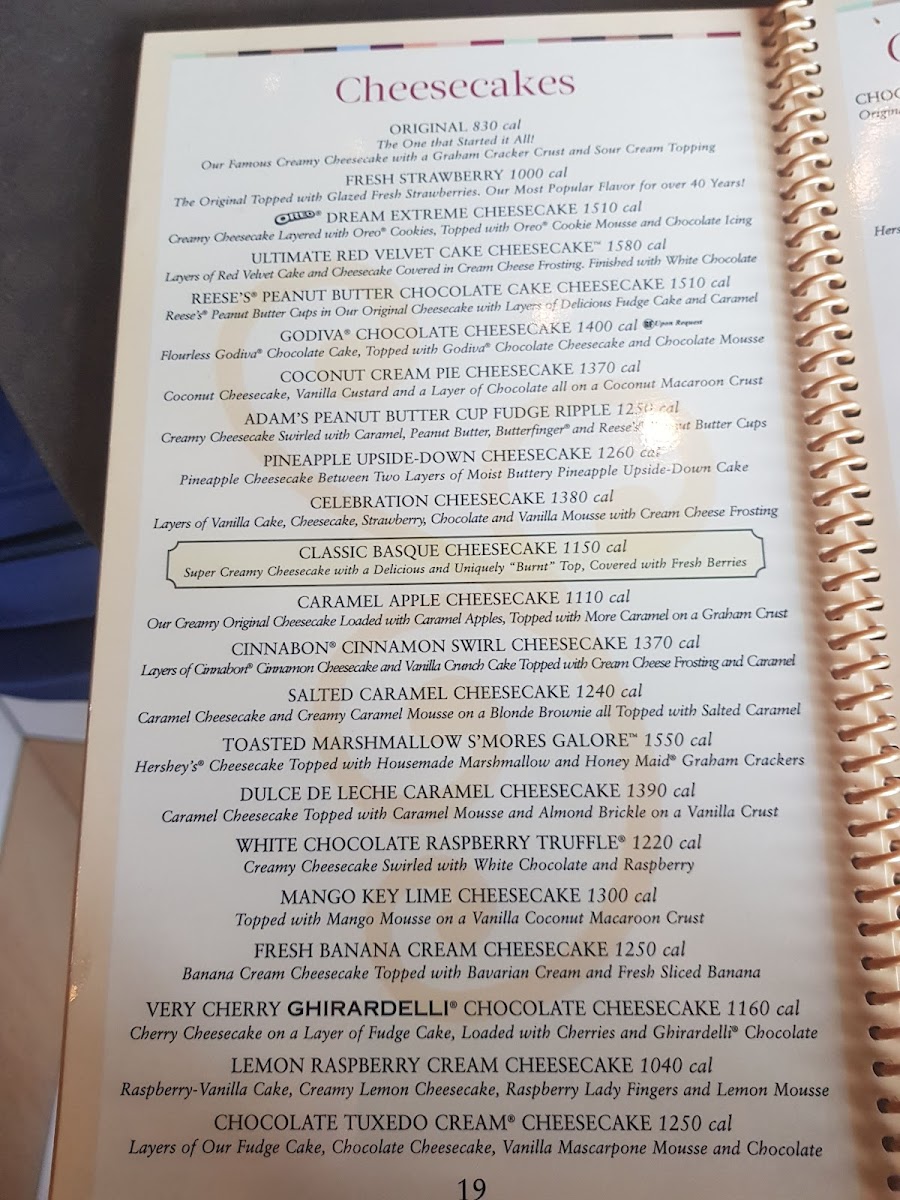 Cheesecakes
ORIGINAL 830 cal
The One that Started it All!
Our Famous Creamy Cheesecake with a Graham Cracker Crust and Sour Cream Topping
FRESH STRAWBERRY 1000 cal
The Original Topped with Glazed Fresh Strawberries. Our Most Popular Flavor for over 40 Years!
OREO® DREAM EXTREME CHEESECAKE 1510 cal
Creamy Cheesecake Layered with Oreo® Cookies, Topped with Oreo® Cookie Mousse and Chocolate Icing
ULTIMATE RED VELVET CAKE CHEESECAKE™ 1580 cal
Layers of Red Velvet Cake and Cheesecake Covered in Cream Cheese Frosting. Finished with White Chocolate
REESE'S® PEANUT BUTTER CHOCOLATE CAKE CHEESECAKE 1510 cal
Reese's® Peanut Butter Cups in Our Original Cheesecake with Layers of Delicious Fudge Cake and Caramel
GODIVA® CHOCOLATE CHEESECAKE 1400 cal Upon Request
Flourless Godiva® Chocolate Cake, Topped with Godiva® Chocolate Cheesecake and Chocolate Mousse
COCONUT CREAM PIE CHEESECAKE 1370 cal
Coconut Cheesecake, Vanilla Custard and a Layer of Chocolate all on a Coconut Macaroon Crust
ADAM'S PEANUT BUTTER CUP FUDGE RIPPLE 1250 cal
Creamy Cheesecake Swirled with Caramel, Peanut Butter, Butterfinger® and Reese's® Peanut Butter Cups
PINEAPPLE UPSIDE-DOWN CHEESECAKE 1260 cal
Pineapple Cheesecake Between Two Layers of Moist Buttery Pineapple Upside-Down Cake
CELEBRATION CHEESECAKE 1380 cal
Layers of Vanilla Cake, Cheesecake, Strawberry, Chocolate and Vanilla Mousse with Cream Cheese Frosting
CLASSIC BASQUE CHEESECAKE 1150 cal
Super Creamy Cheesecake with a Delicious and Uniquely "Burnt" Top, Covered with Fresh Berries
CARAMEL APPLE CHEESECAKE 1110 cal
Our Creamy Original Cheesecake Loaded with Caramel Apples, Topped with More Caramel on a Graham Crust
CINNABON® CINNAMON SWIRL CHEESECAKE 1370 cal
Layers of Cinnabon® Cinnamon Cheesecake and Vanilla Crunch Cake Topped with Cream Cheese Frosting and Caramel
SALTED CARAMEL CHEESECAKE 1240 cal
Caramel Cheesecake and Creamy Caramel Mousse on a Blonde Brownie all Topped with Salted Caramel
TOASTED MARSHMALLOW S'MORES GALORE™ 1550 cal
Hershey's® Cheesecake Topped with Housemade Marshmallow and Honey Maid® Graham Crackers
DULCE DE LECHE CARAMEL CHEESECAKE 1390 cal
Caramel Cheesecake Topped with Caramel Mousse and Almond Brickle on a Vanilla Crust
WHITE CHOCOLATE RASPBERRY TRUFFLE® 1220 cal
Creamy Cheesecake Swirled with White Chocolate and Raspberry
MANGO KEY LIME CHEESECAKE 1300 cal
Topped with Mango Mousse on a Vanilla Coconut Macaroon Crust
FRESH BANANA CREAM CHEESECAKE 1250 cal
Banana Cream Cheesecake Topped with Bavarian Cream and Fresh Sliced Banana
VERY CHERRY GHIRARDELLI® CHOCOLATE CHEESECAKE 1160 cal
Cherry Cheesecake on a Layer of Fudge Cake, Loaded with Cherries and Ghirardelli® Chocolate
LEMON RASPBERRY CREAM CHEESECAKE 1040 cal
Raspberry-Vanilla Cake, Creamy Lemon Cheesecake, Raspberry Lady Fingers and Lemon Mousse
CHOCOLATE TUXEDO CREAM® CHEESECAKE 1250 cal
Layers of Our Fudge Cake, Chocolate Cheesecake, Vanilla Mascarpone Mousse and Chocolate
19